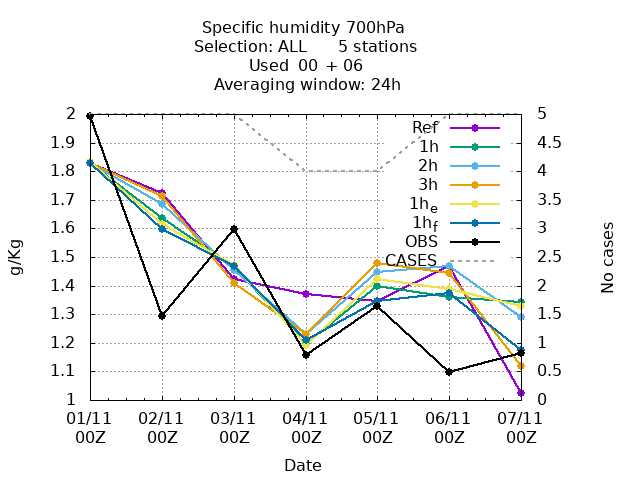 Specific humidity 700hPa
Selection: ALL 5 stations
Used 00 + 06
Averaging window: 24h
2
1.9
1.8
1.7
1.6
1.5
1.4
1.3
1.2
1.1
1
g/Kg
5
4.5
4
3.5
3
2.5
2
1.5
1
0.5
0
No cases
Ref
1h
2h
3h
1he
1hf
OBS
CASES
01/11 02/11 03/11 04/11 05/11 06/11 07/11
00Z 00Z 00Z 00Z 00Z 00Z 00Z
Date